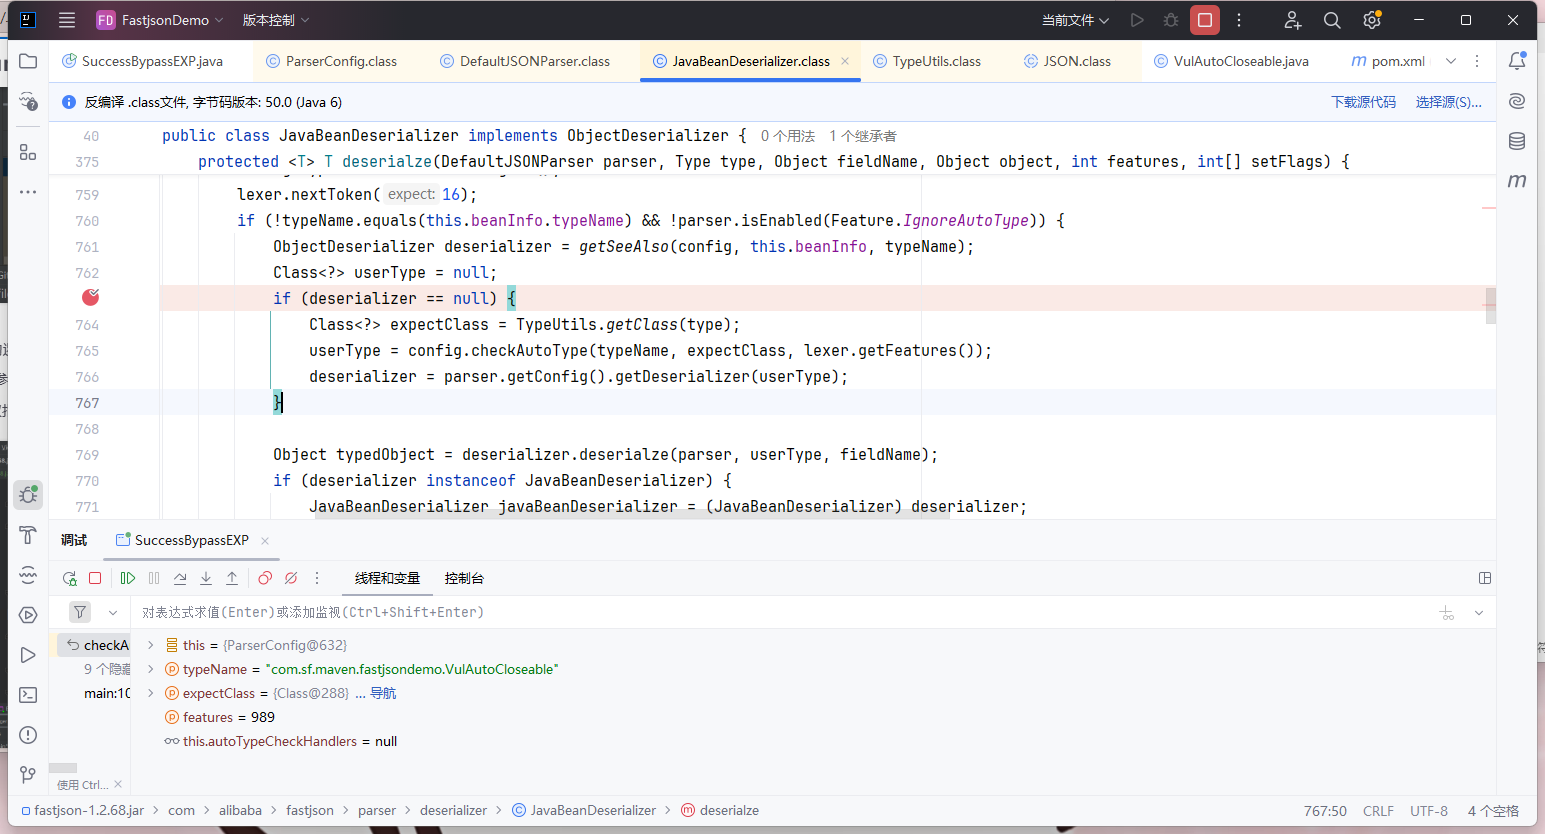 FD FastjsonDemo 版本控制 当前文件
SuccessBypassEXP.java ParserConfig.class DefaultJSONParser.class JavaBeanDeserializer.class TypeUtils.class JSON.class VulAutoCloseable.java pom.xml
反编译 .class文件, 字节码版本: 50.0 (Java 6) 下载源代码 选择源(S)...
40 public class JavaBeanDeserializer implements ObjectDeserializer { 0 个用法 1 个继承者
375 protected <T> T deserialze(DefaultJSONParser parser, Type type, Object fieldName, Object object, int features, int[] setFlags) {
759 lexer.nextToken( expect: 16);
760 if (!typeName.equals(this.beanInfo.typeName) && !parser.isEnabled(Feature.IgnoreAutoType)) {
761 ObjectDeserializer deserializer = getSeeAlso(config, this.beanInfo, typeName);
762 Class<?> userType = null;
if (deserializer == null) {
764 Class<?> expectClass = TypeUtils.getClass(type);
765 userType = config.checkAutoType(typeName, expectClass, lexer.getFeatures());
766 deserializer = parser.getConfig().getDeserializer(userType);
767 }
768
769 Object typedObject = deserializer.deserialze(parser, userType, fieldName);
770 if (deserializer instanceof JavaBeanDeserializer) {
771 JavaBeanDeserializer javaBeanDeserializer = (JavaBeanDeserializer) deserializer;
调试 SuccessBypassEXP
线程和变量 控制台
对表达式求值(Enter)或添加监视(Ctrl+Shift+Enter)
checkA this = {ParserConfig@632}
9 个隐藏 typeName = "com.sf.maven.fastjsondemo.VulAutoCloseable"
main:10 expectClass = {Class@288} ... 导航
features = 989
this.autoTypeCheckHandlers = null
使用 Ctrl...
fastjson-1.2.68.jar com alibaba fastjson parser deserializer JavaBeanDeserializer deserialze 767:50 CRLF UTF-8 4 个空格